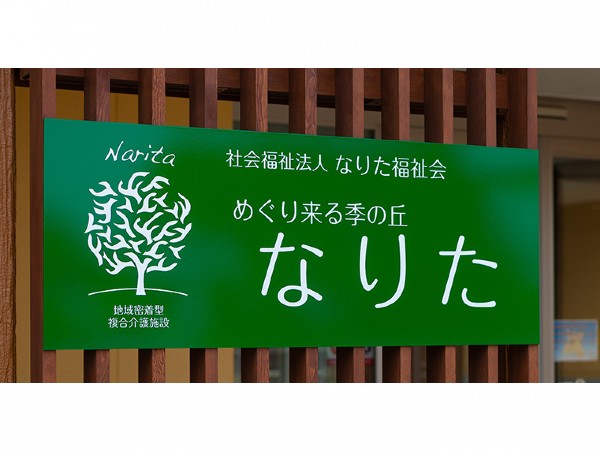 Narita
地域密着型
複合介護施設
社会福祉法人 なりた福祉会
めぐり来る季の丘
なりた